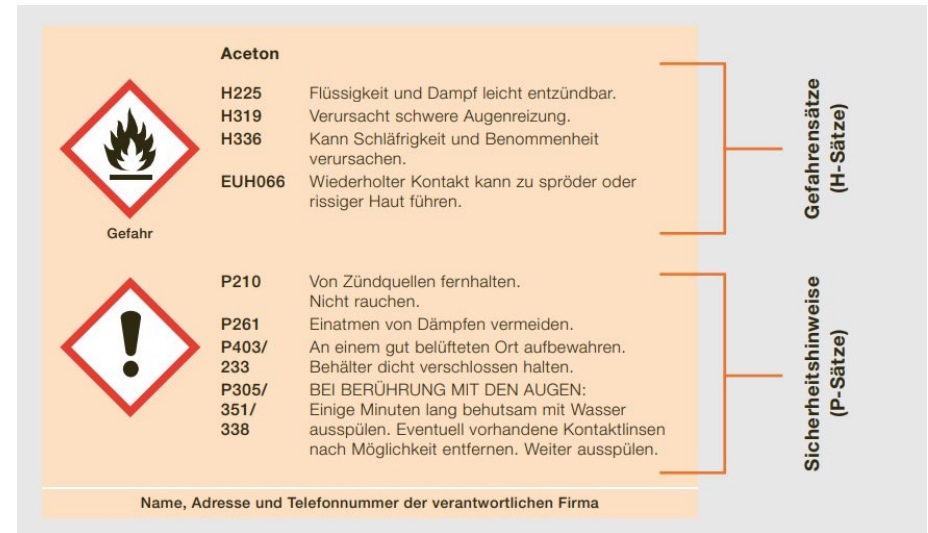 Aceton
H225 Flüssigkeit und Dampf leicht entzündbar.
H319 Verursacht schwere Augenreizung.
H336 Kann Schläfrigkeit und Benommenheit
verursachen.
EUH066 Wiederholter Kontakt kann zu spröder oder
rissiger Haut führen.
Gefahr
Gefahrensätze
(H-Sätze)
P210 Von Zündquellen fernhalten.
Nicht rauchen.
P261 Einatmen von Dämpfen vermeiden.
P403/ An einem gut belüfteten Ort aufbewahren.
233 Behälter dicht verschlossen halten.
P305/ BEI BERÜHRUNG MIT DEN AUGEN:
351/ Einige Minuten lang behutsam mit Wasser
338 ausspülen. Eventuell vorhandene Kontaktlinsen
nach Möglichkeit entfernen. Weiter ausspülen.
Sicherheitshinweise
(P-Sätze)
Name, Adresse und Telefonnummer der verantwortlichen Firma